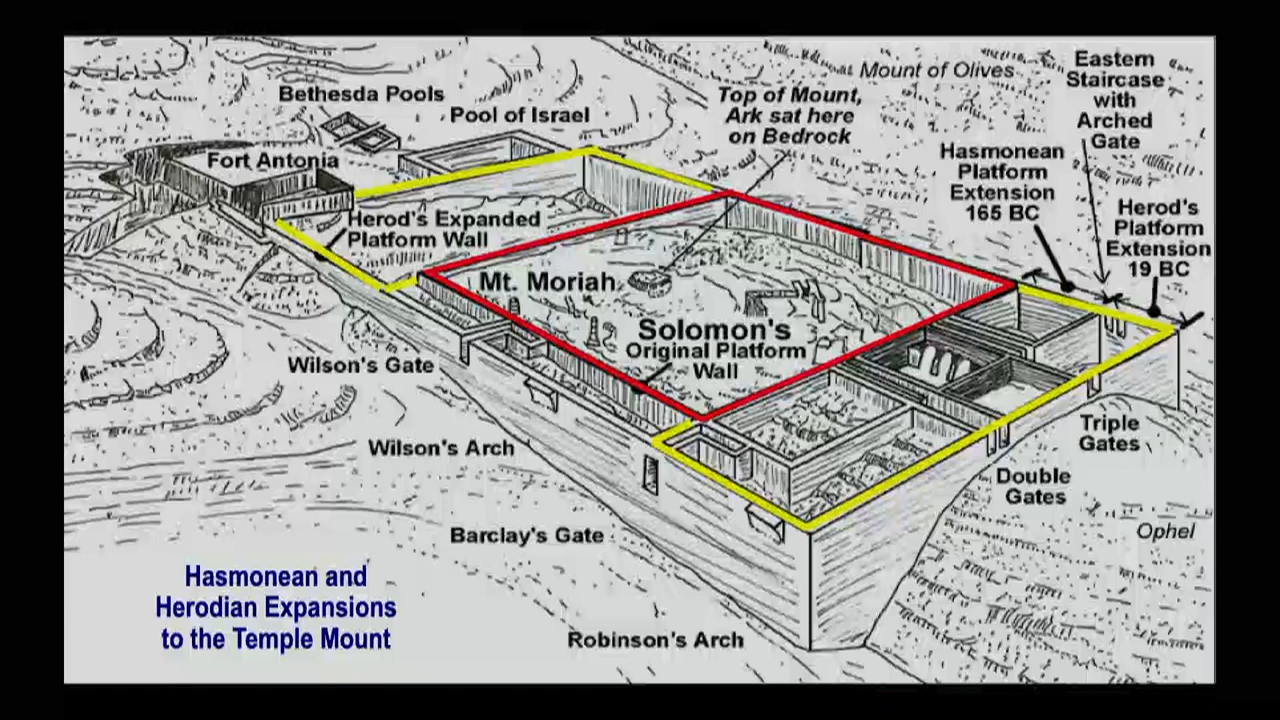 Mount of Olives
Eastern
Staircase
with
Arched
Gate
Bethesda Pools
Pool of Israel
Top of Mount,
Ark sat here
on Bedrock
Hasmonean
Platform
Extension
165 BC
Fort Antonia
Herod's
Platform
Extension
19 BC
Herod's Expanded
Platform Wall
Mt. Moriah
Solomon's
Original Platform
Wall
Wilson's Gate
Wilson's Arch
Triple
Gates
Double
Gates
Barclay's Gate
Ophel
Hasmonean and
Herodian Expansions
to the Temple Mount
Robinson's Arch